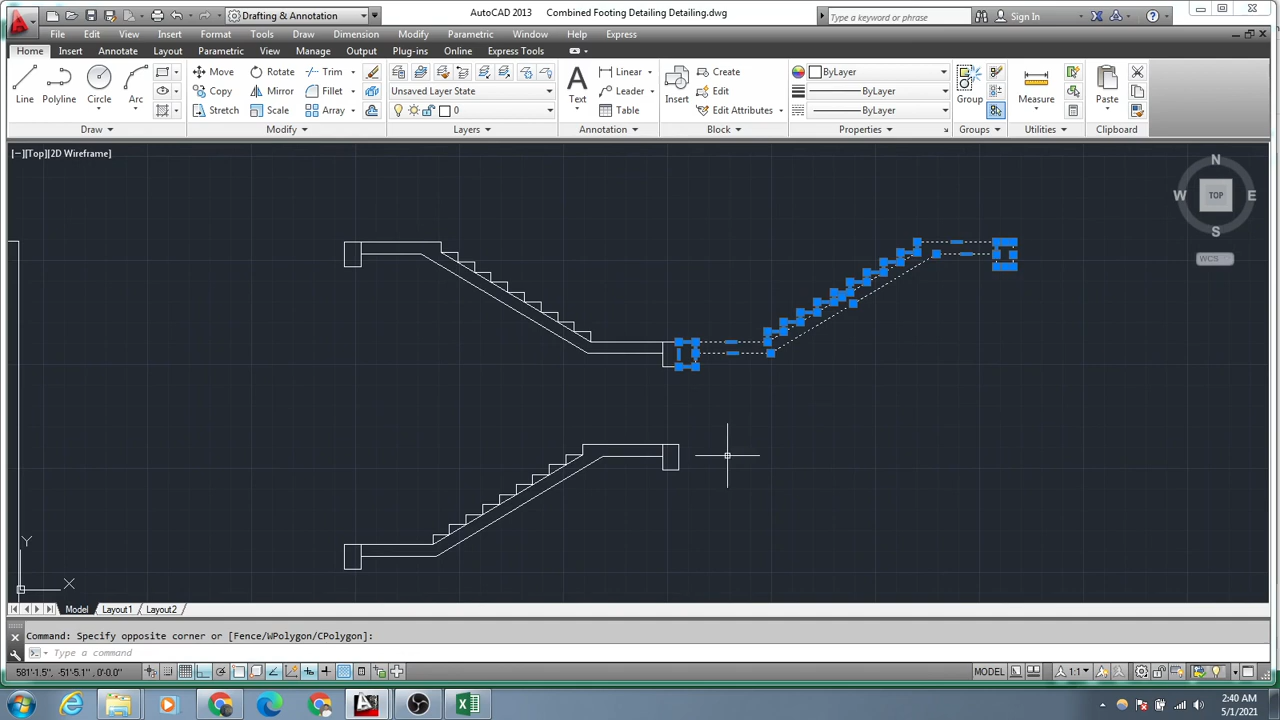 Drafting & Annotation
AutoCAD 2013 Combined Footing Detailing Detailing.dwg
Type a keyword or phrase
Sign In
File Edit View Insert Format Tools Draw Dimension Modify Parametric Window Help Express
Home Insert Annotate Layout Parametric View Manage Output Plug-ins Online Express Tools
Line Polyline Circle Arc
Move Rotate Trim
Copy Mirror Fillet
Stretch Scale Array
Unsaved Layer State
0
Text
Linear
Leader
Table
Insert
Create
Edit
Edit Attributes
ByLayer
ByLayer
ByLayer
Group
Measure
Paste
Draw Modify Layers Annotation Block Properties Groups Utilities Clipboard
[−][Top][2D Wireframe]
N
W TOP E
S
WCS
Y
X
Model Layout1 Layout2
Command: Specify opposite corner or [Fence/WPolygon/CPolygon]:
Type a command
581'-1.5", -51'-5.1", 0'-0.0"
MODEL
1:1
2:40 AM
5/1/2021